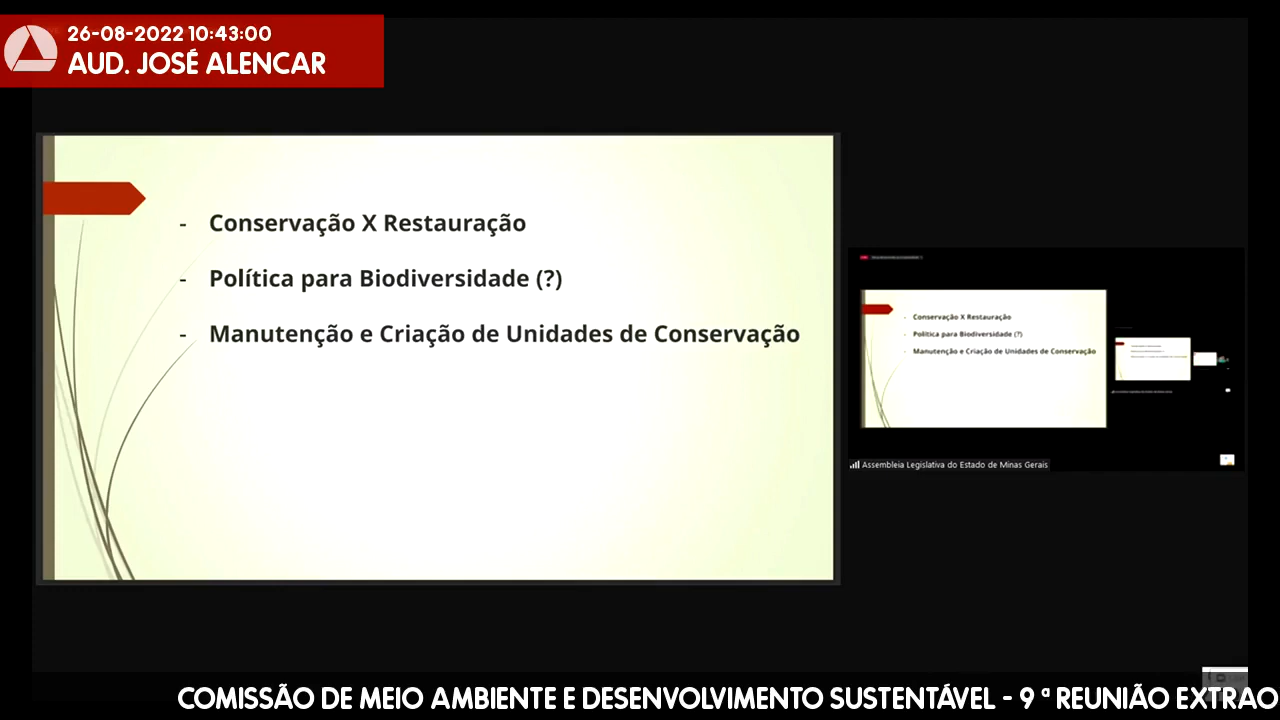 26-08-2022 10:43:00
AUD. JOSÉ ALENCAR
- Conservação X Restauração
- Política para Biodiversidade (?)
- Manutenção e Criação de Unidades de Conservação
- Conservação X Restauração
- Política para Biodiversidade (?)
- Manutenção e Criação de Unidades de Conservação
Assembleia Legislativa do Estado de Minas Gerais
COMISSÃO DE MEIO AMBIENTE E DESENVOLVIMENTO SUSTENTÁVEL - 9 ª REUNIÃO EXTRAO